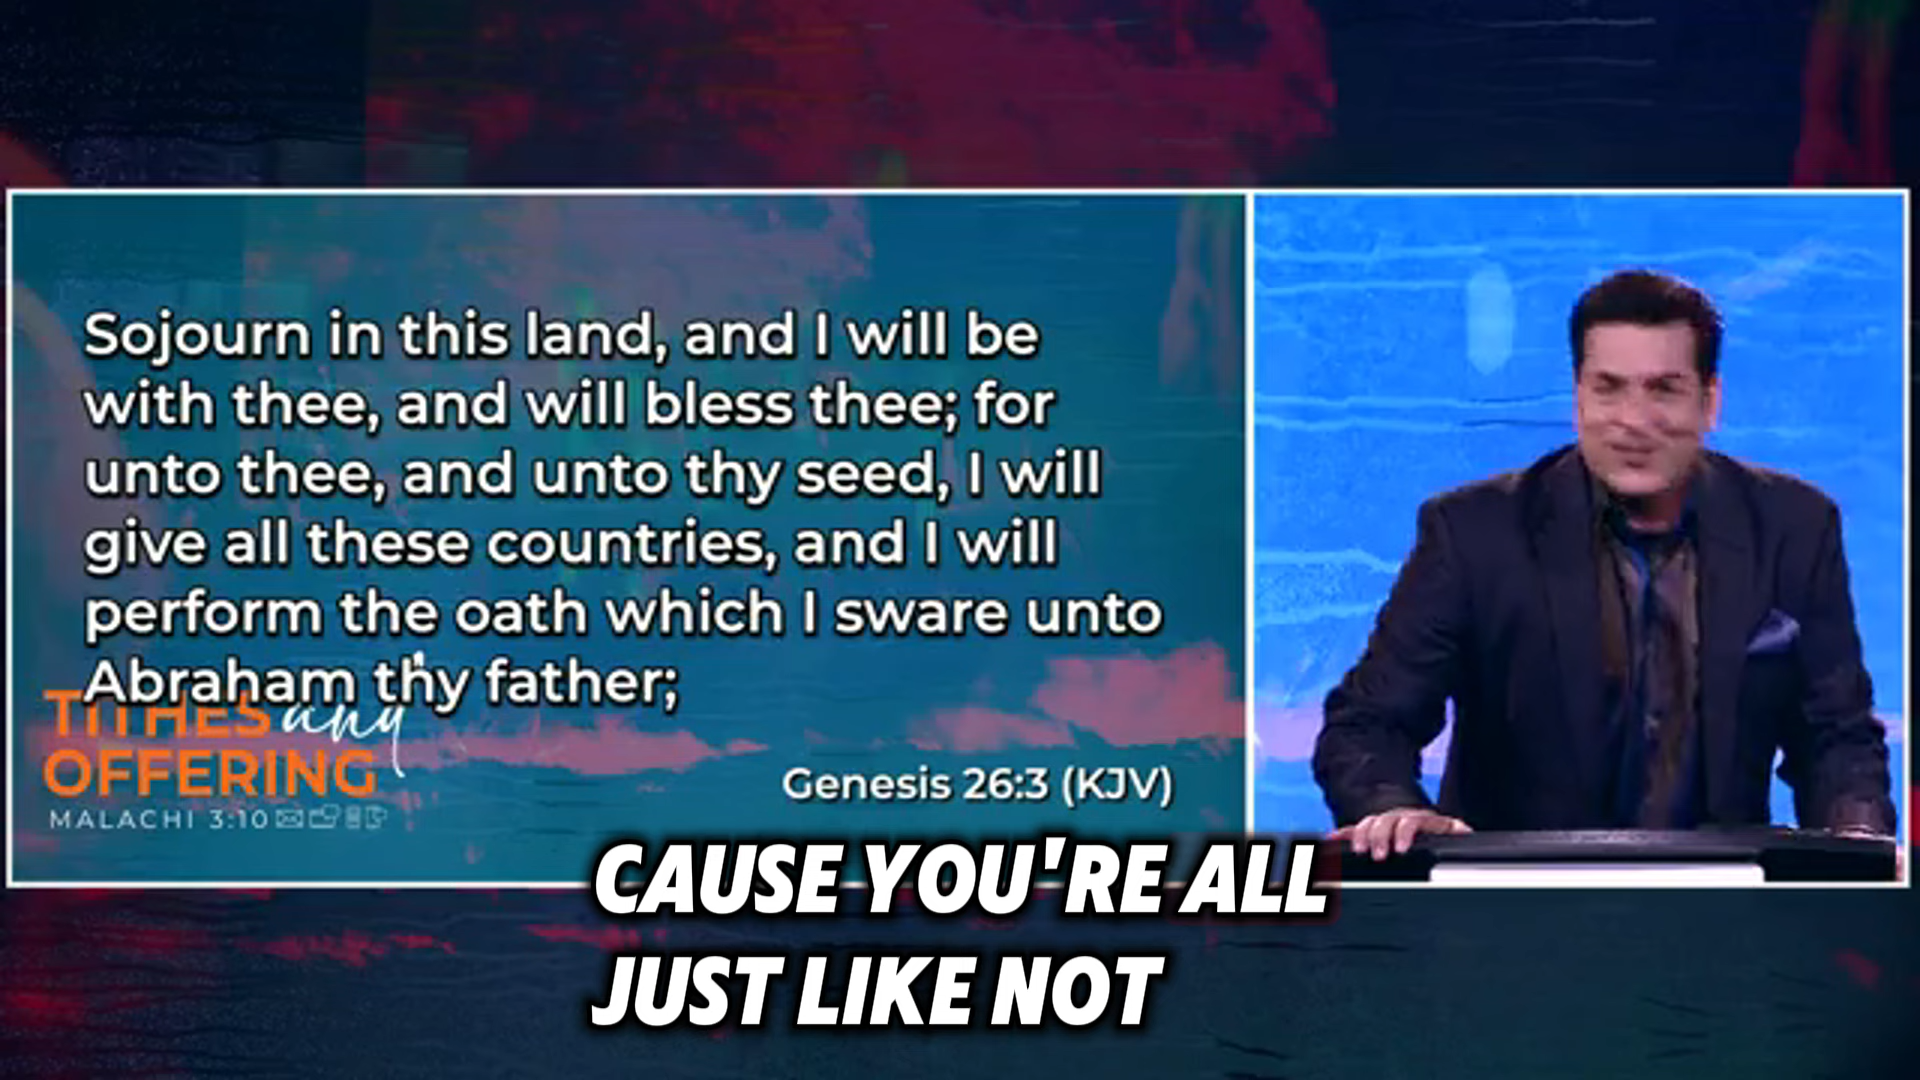 Sojourn in this land, and I will be
with thee, and will bless thee; for
unto thee, and unto thy seed, I will
give all these countries, and I will
perform the oath which I sware unto
Abraham thy father;
TITHES any
OFFERING
MALACHI 3:10
Genesis 26:3 (KJV)
CAUSE YOU'RE ALL
JUST LIKE NOT